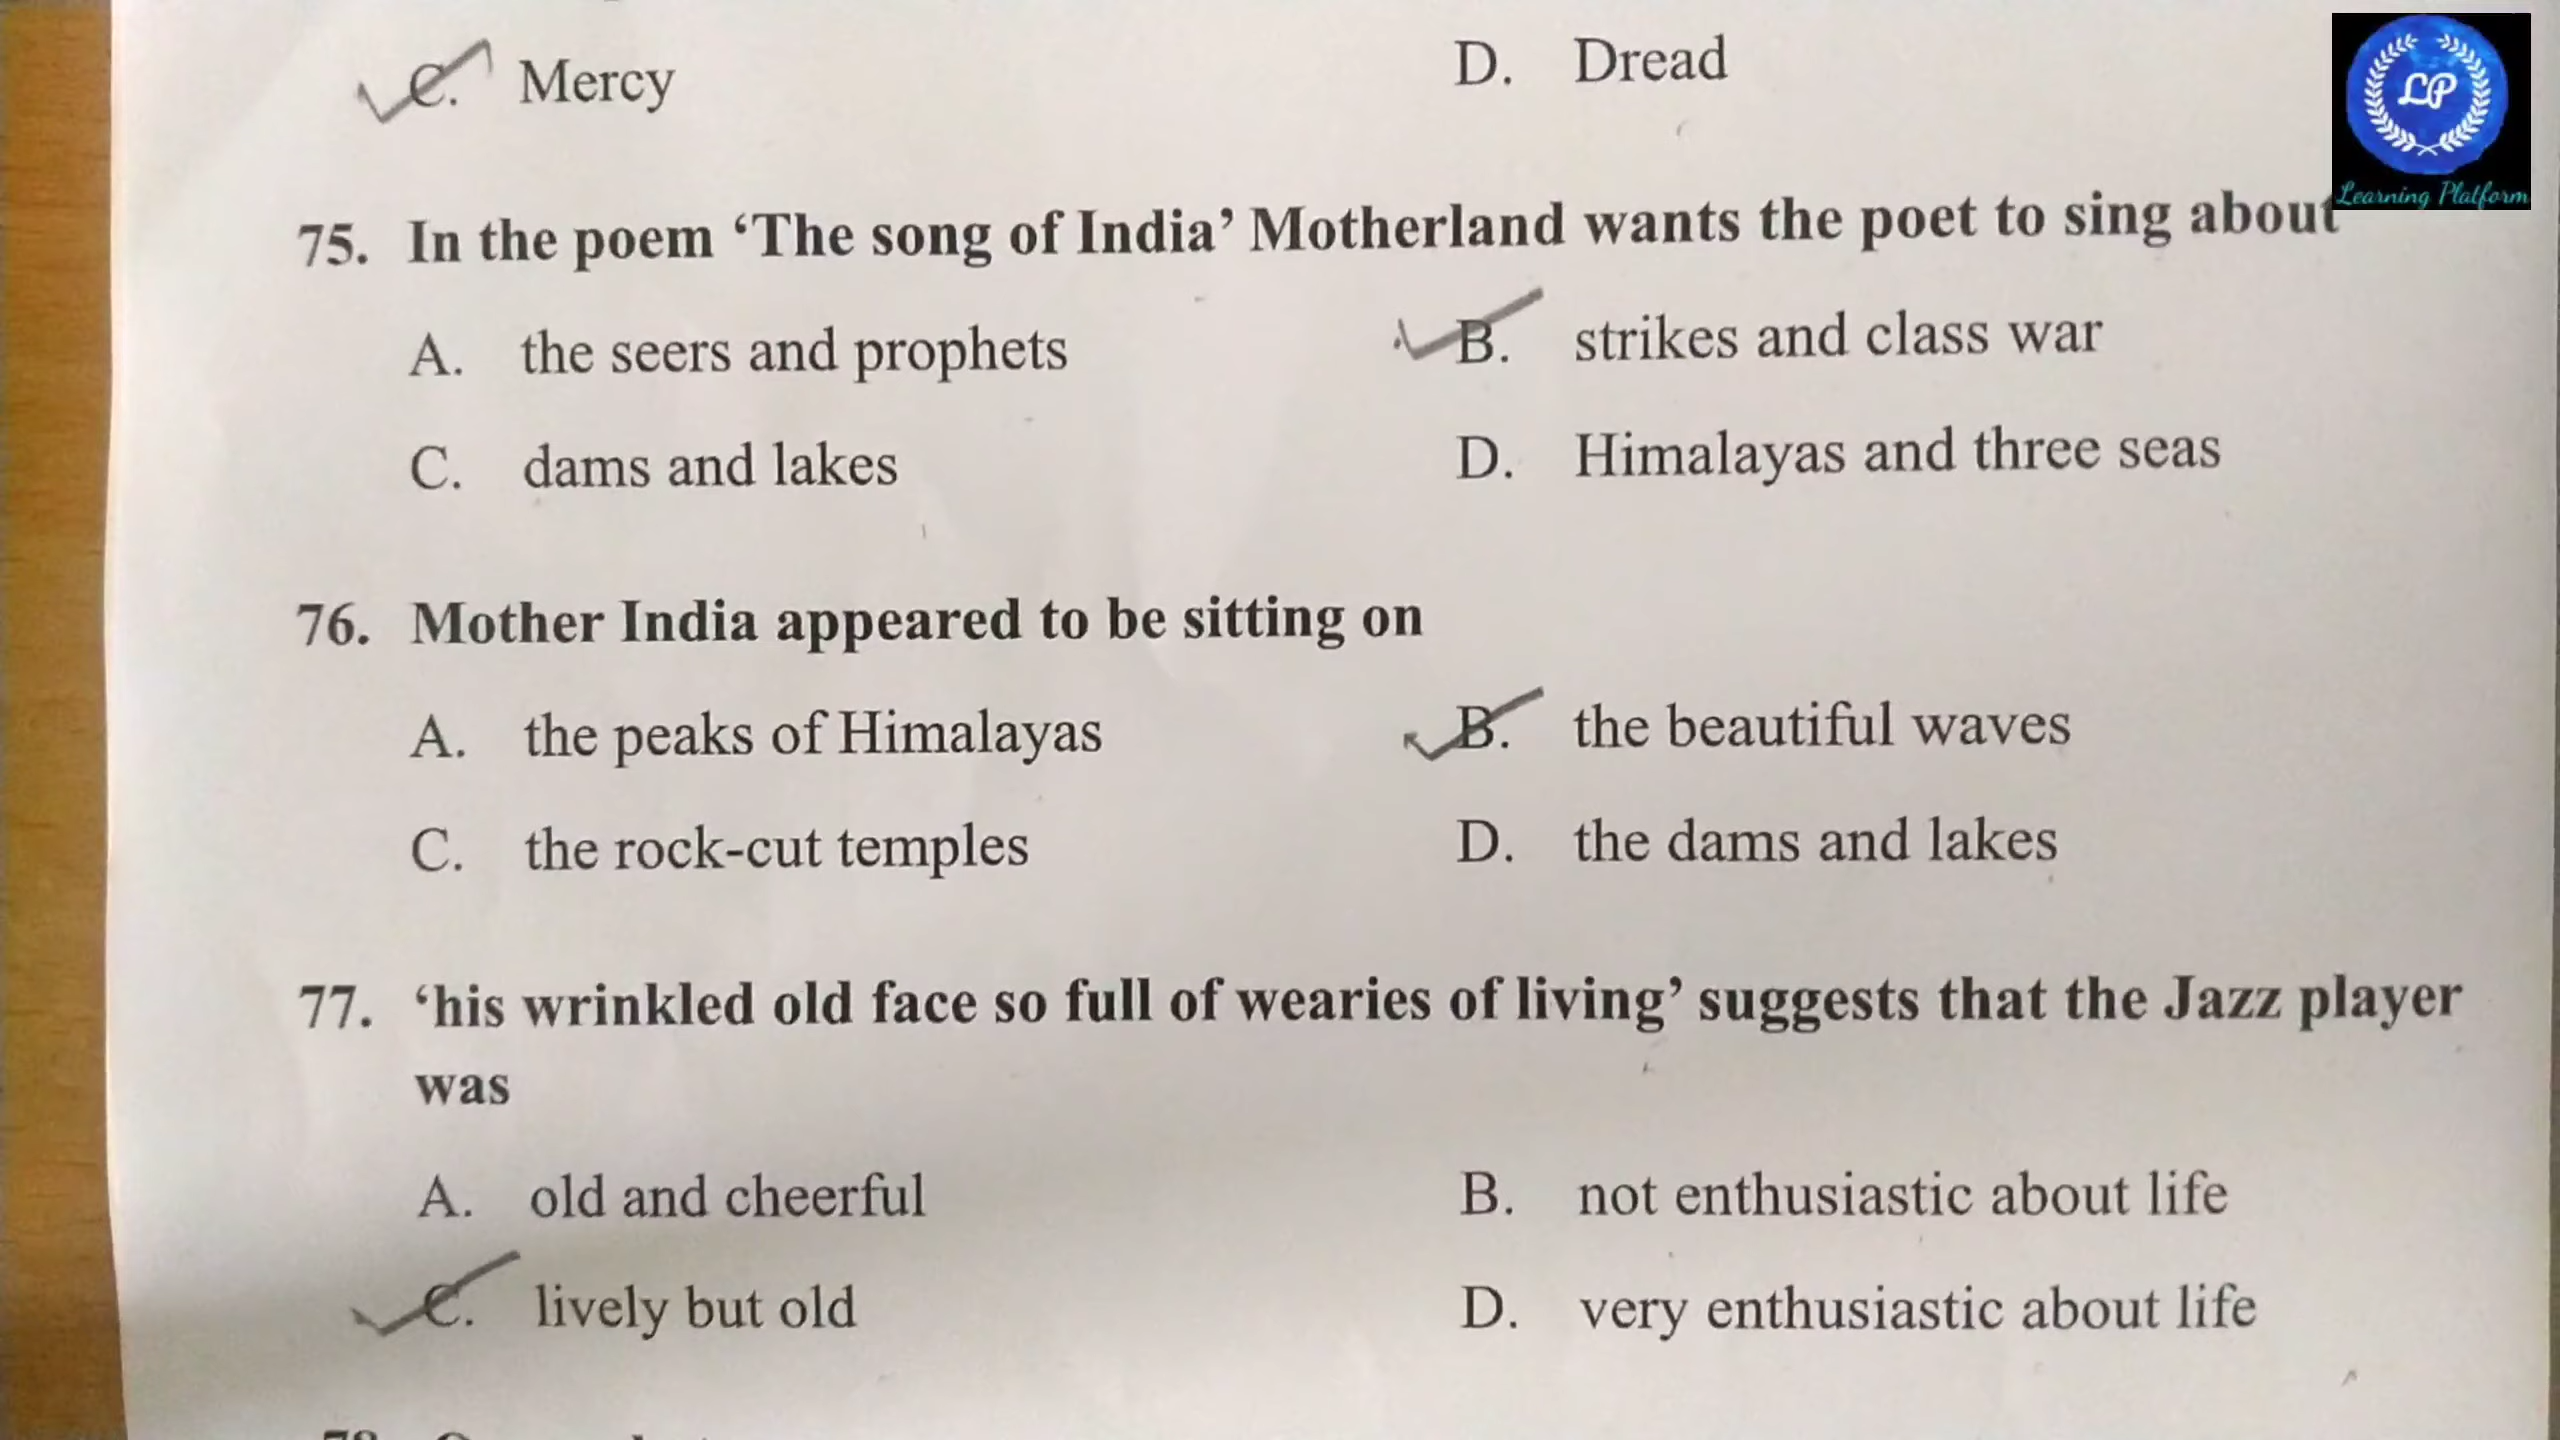 C. Mercy D. Dread
LP
Learning Platform
75. In the poem ‘The song of India’ Motherland wants the poet to sing about
A. the seers and prophets B. strikes and class war
C. dams and lakes D. Himalayas and three seas
76. Mother India appeared to be sitting on
A. the peaks of Himalayas B. the beautiful waves
C. the rock-cut temples D. the dams and lakes
77. ‘his wrinkled old face so full of wearies of living’ suggests that the Jazz player
was
A. old and cheerful B. not enthusiastic about life
C. lively but old D. very enthusiastic about life